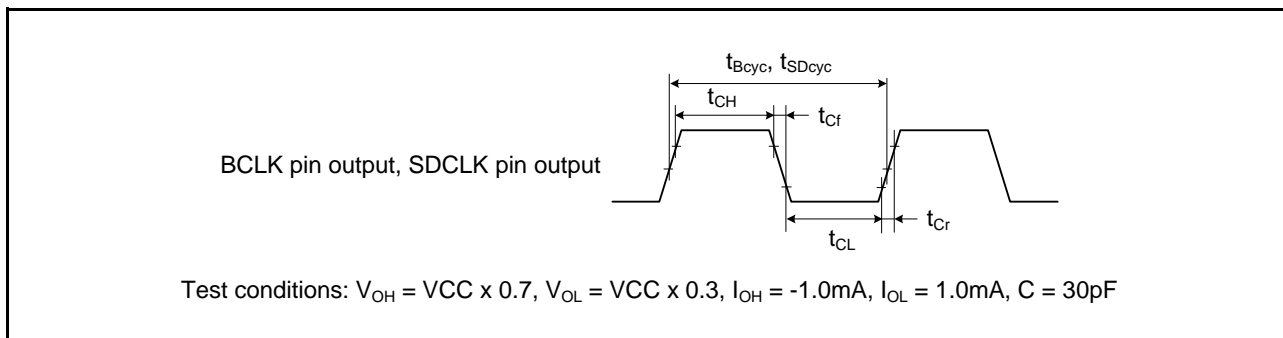 tBcyc, tSDcyc
tCH
tCf
BCLK pin output, SDCLK pin output
tCr
tCL
Test conditions: VOH = VCC x 0.7, VOL = VCC x 0.3, IOH = -1.0mA, IOL = 1.0mA, C = 30pF